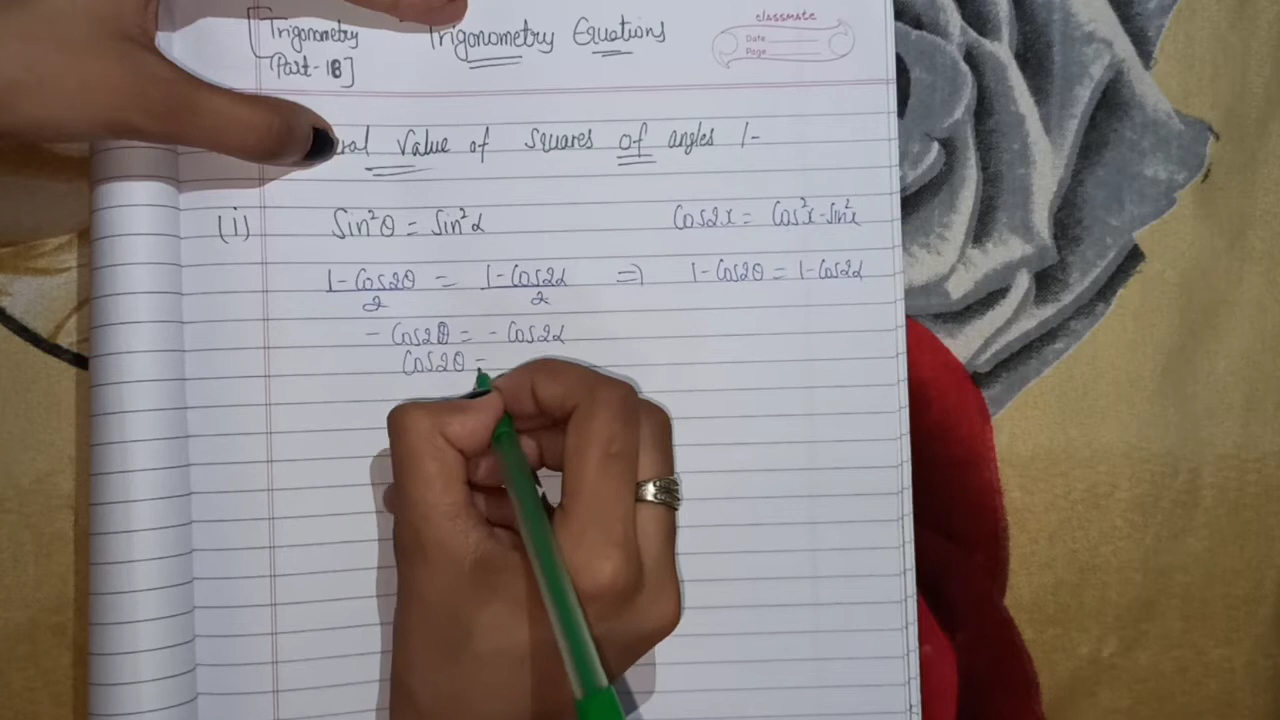 [Trigonometry Part-18]
Trigonometry Equations
classmate
Date
Page
Value of Squares of angles :-
(i) Sin²θ = Sin²α
Cos2x = Cos²x - Sin²x
1-Cos2θ/2 = 1-Cos2α/2 ⇒ 1-Cos2θ = 1-Cos2α
- Cos2θ = - Cos2α
Cos2θ =